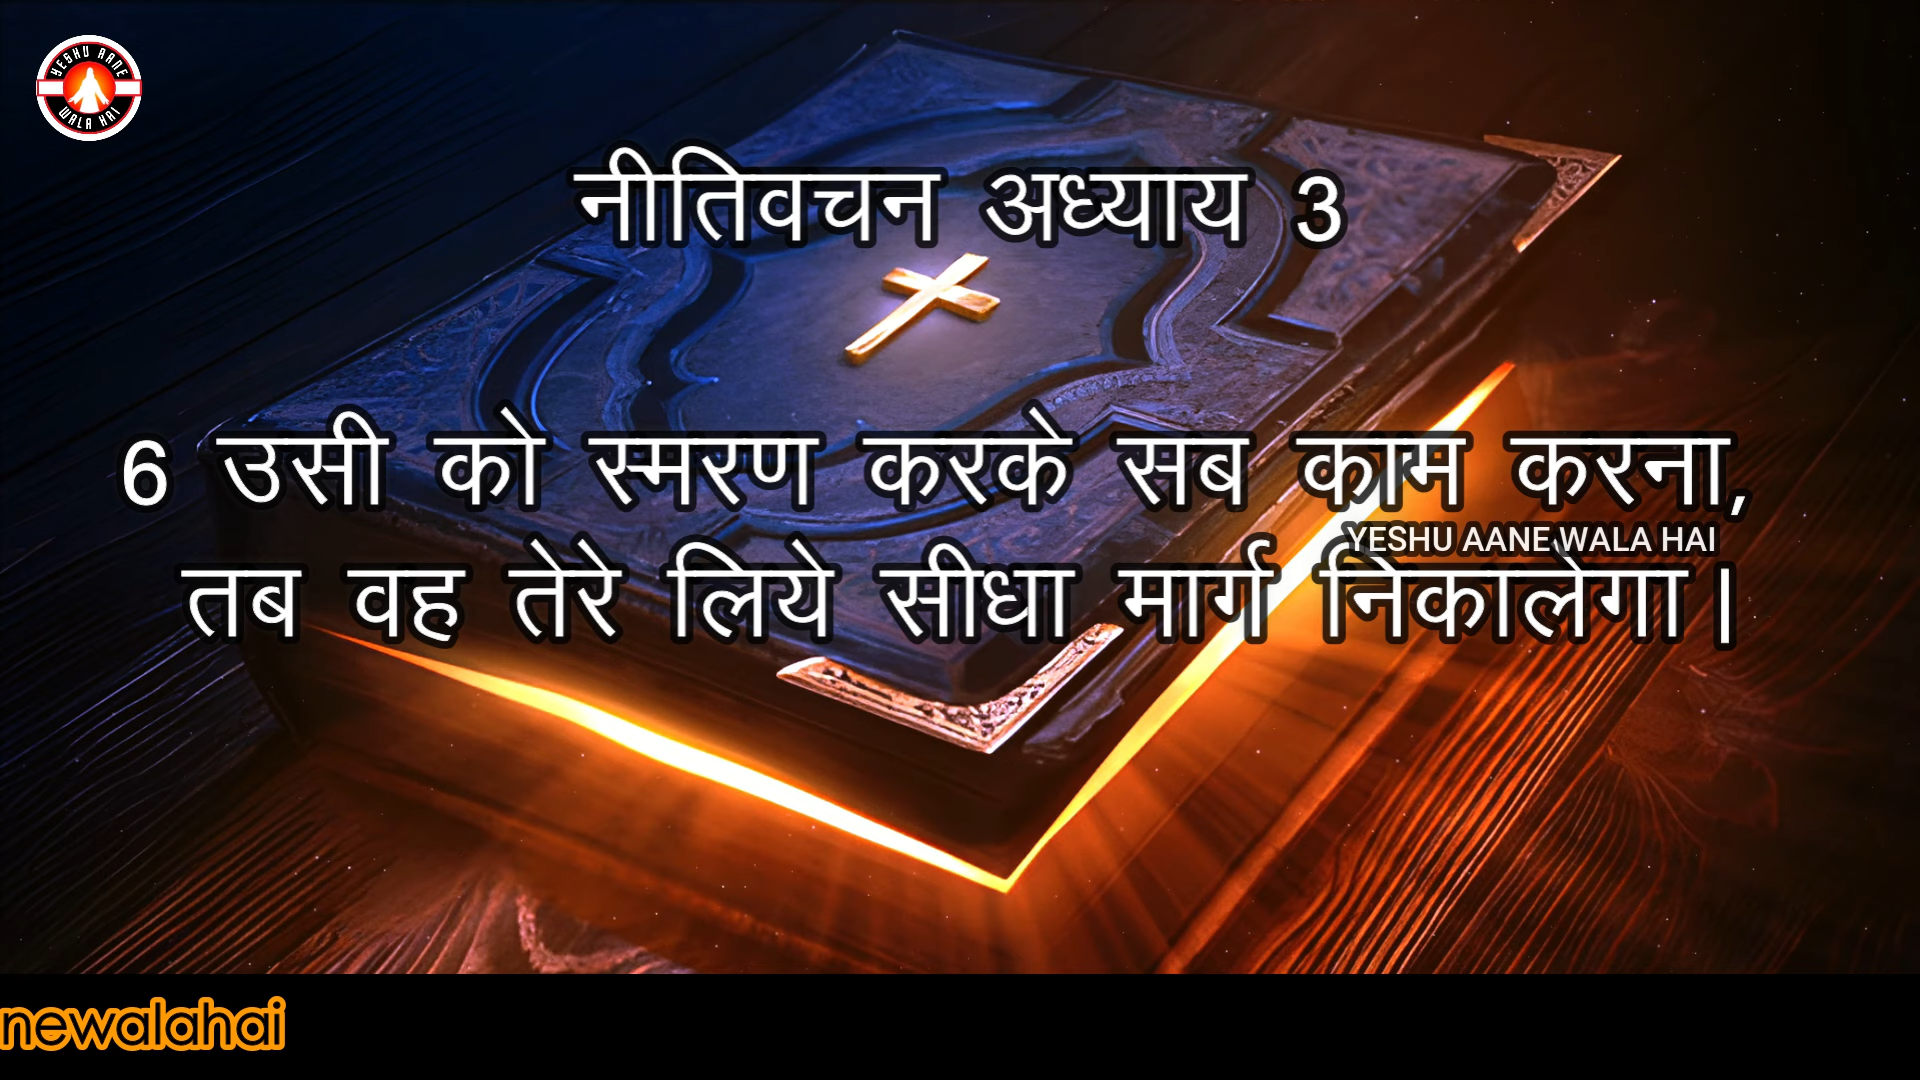 YESHU AANE
WALA HAI
नीतिवचन अध्याय 3
6 उसी को स्मरण करके सब काम करना,
YESHU AANE WALA HAI
तब वह तेरे लिये सीधा मार्ग निकालेगा|
newalahai